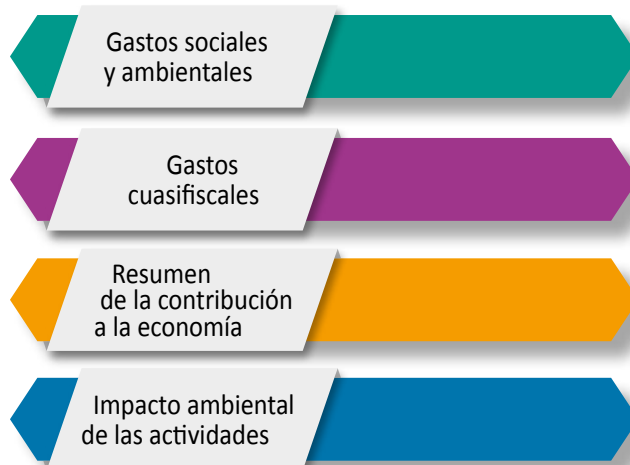 Gastos sociales
y ambientales
Gastos
cuasifiscales
Resumen
de la contribución
a la economía
Impacto ambiental
de las actividades